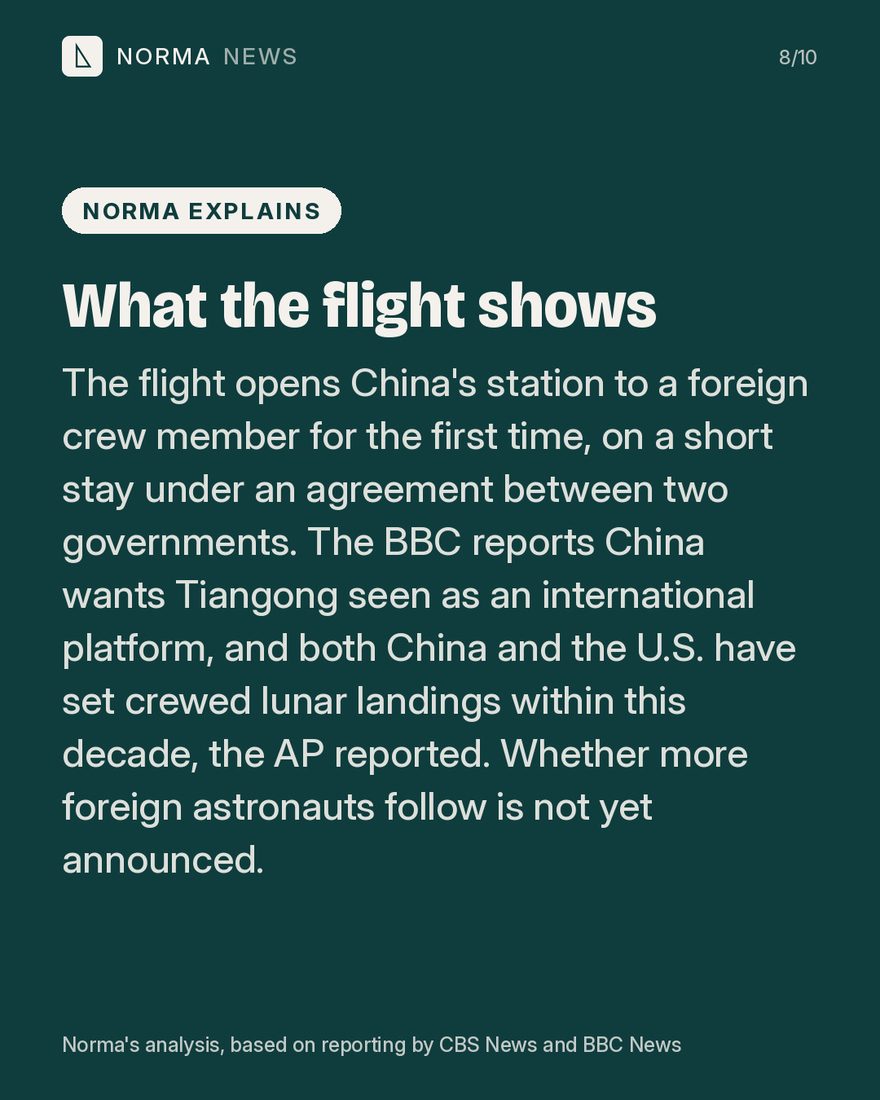 NORMA NEWS
8/10
NORMA EXPLAINS
What the flight shows
The flight opens China's station to a foreign
crew member for the first time, on a short
stay under an agreement between two
governments. The BBC reports China
wants Tiangong seen as an international
platform, and both China and the U.S. have
set crewed lunar landings within this
decade, the AP reported. Whether more
foreign astronauts follow is not yet
announced.
Norma's analysis, based on reporting by CBS News and BBC News